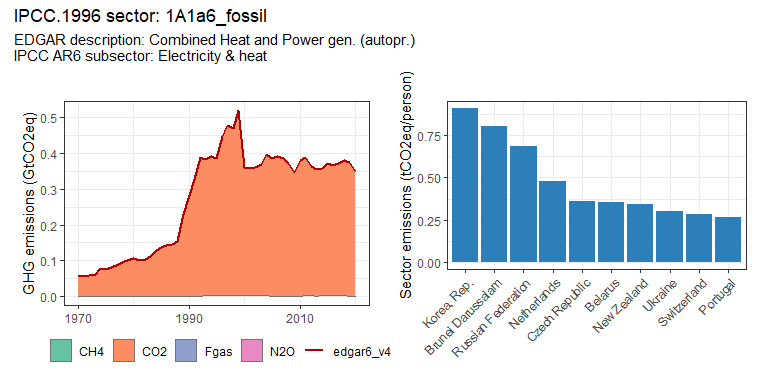 IPCC.1996 sector: 1A1a6_fossil
EDGAR description: Combined Heat and Power gen. (autopr.)
IPCC AR6 subsector: Electricity & heat
GHG emissions (GtCO2eq)
0.5
0.4
0.3
0.2
0.1
0.0
1970
1990
2010
CH4
CO2
Fgas
N2O
edgar6_v4
Sector emissions (tCO2eq/person)
0.75
0.50
0.25
0.00
Korea, Rep.
Brunei Darussalam
Russian Federation
Netherlands
Czech Republic
Belarus
New Zealand
Ukraine
Switzerland
Portugal